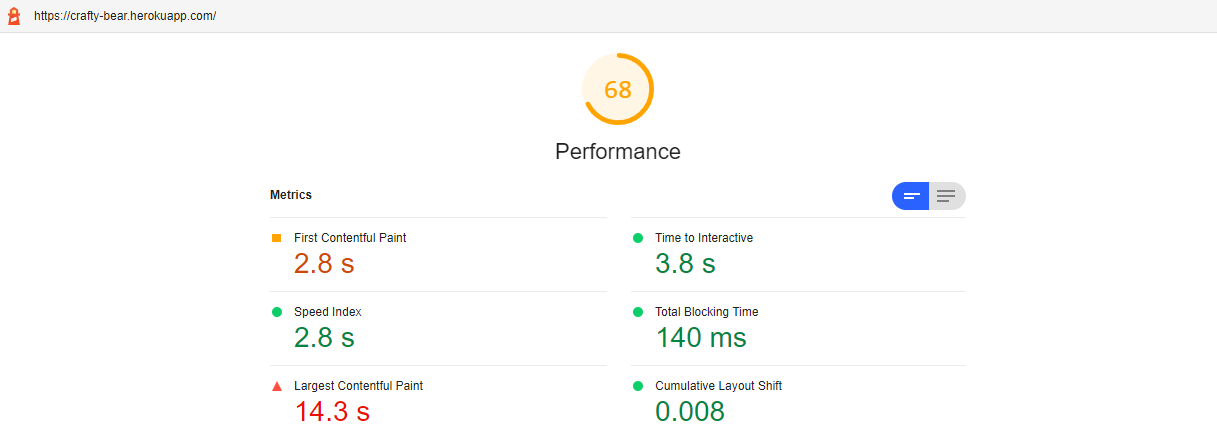 https://crafty-bear.herokuapp.com/
68
Performance
Metrics
First Contentful Paint
2.8 s
Time to Interactive
3.8 s
Speed Index
2.8 s
Total Blocking Time
140 ms
Largest Contentful Paint
14.3 s
Cumulative Layout Shift
0.008